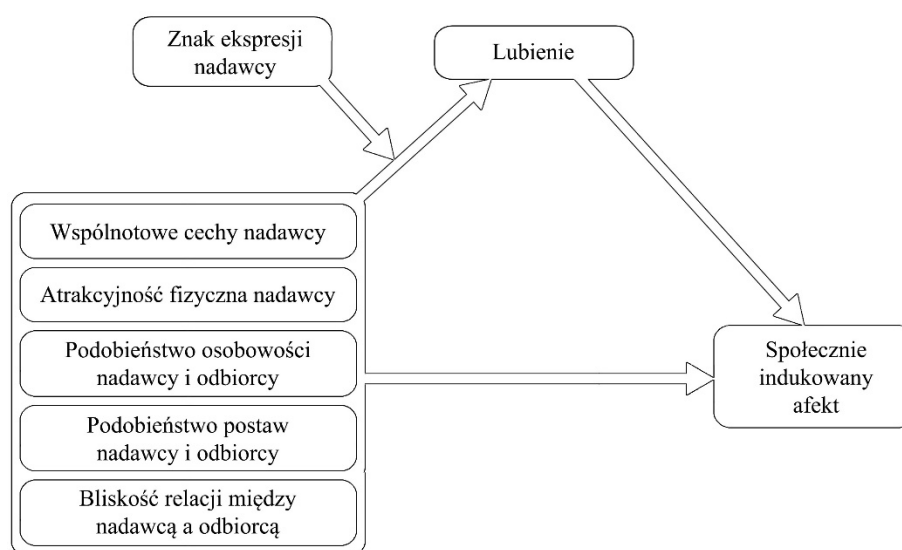 Znak ekspresji
nadawcy
Lubienie
Wspólnotowe cechy nadawcy
Atrakcyjność fizyczna nadawcy
Podobieństwo osobowości
nadawcy i odbiorcy
Podobieństwo postaw
nadawcy i odbiorcy
Bliskość relacji między
nadawcą a odbiorcą
Społecznie
indukowany
afekt